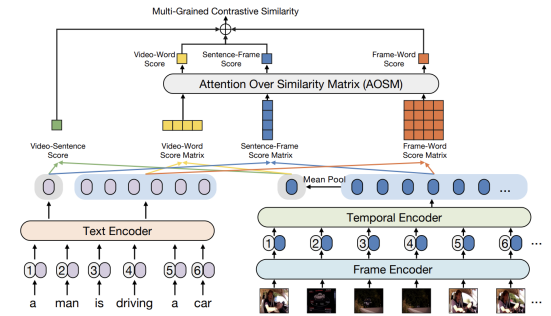 Multi-Grained Contrastive Similarity
Video-Word Score
Sentence-Frame Score
Frame-Word Score
Attention Over Similarity Matrix (AOSM)
Video-Sentence Score
Video-Word Score Matrix
Sentence-Frame Score Matrix
Frame-Word Score Matrix
Mean Pool
...
Text Encoder
Temporal Encoder
1 2 3 4 5 6 ...
Frame Encoder
1 2 3 4 5 6
a man is driving a car
...